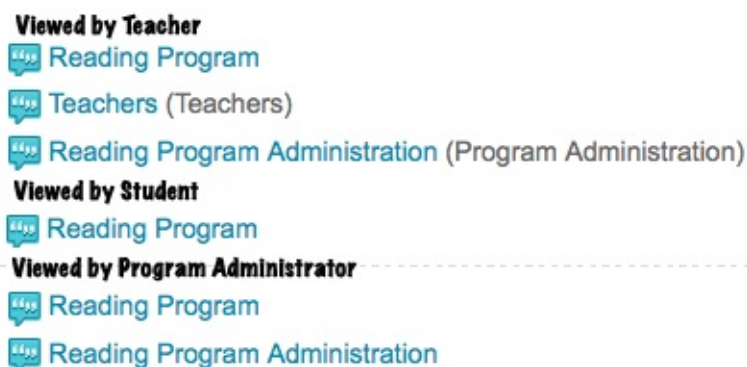 Viewed by Teacher
Reading Program
Teachers (Teachers)
Reading Program Administration (Program Administration)
Viewed by Student
Reading Program
Viewed by Program Administrator
Reading Program
Reading Program Administration